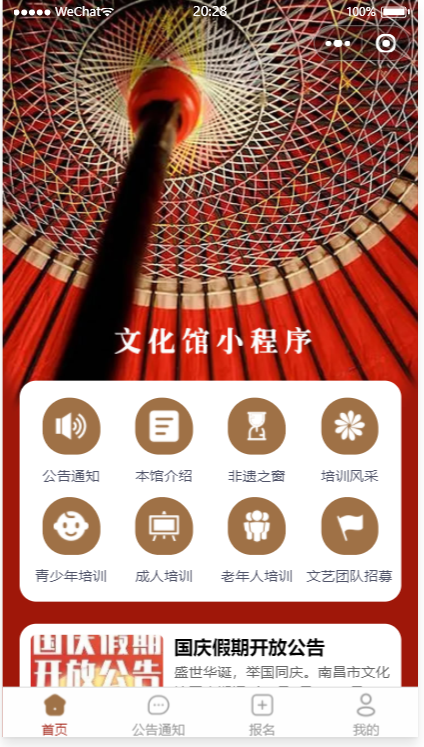 WeChat 20:28 100%
文化馆小程序
公告通知 本馆介绍 非遗之窗 培训风采
青少年培训 成人培训 老年人培训 文艺团队招募
国庆假期
开放公告
国庆假期开放公告
盛世华诞，举国同庆。南昌市文化
首页 公告通知 报名 我的